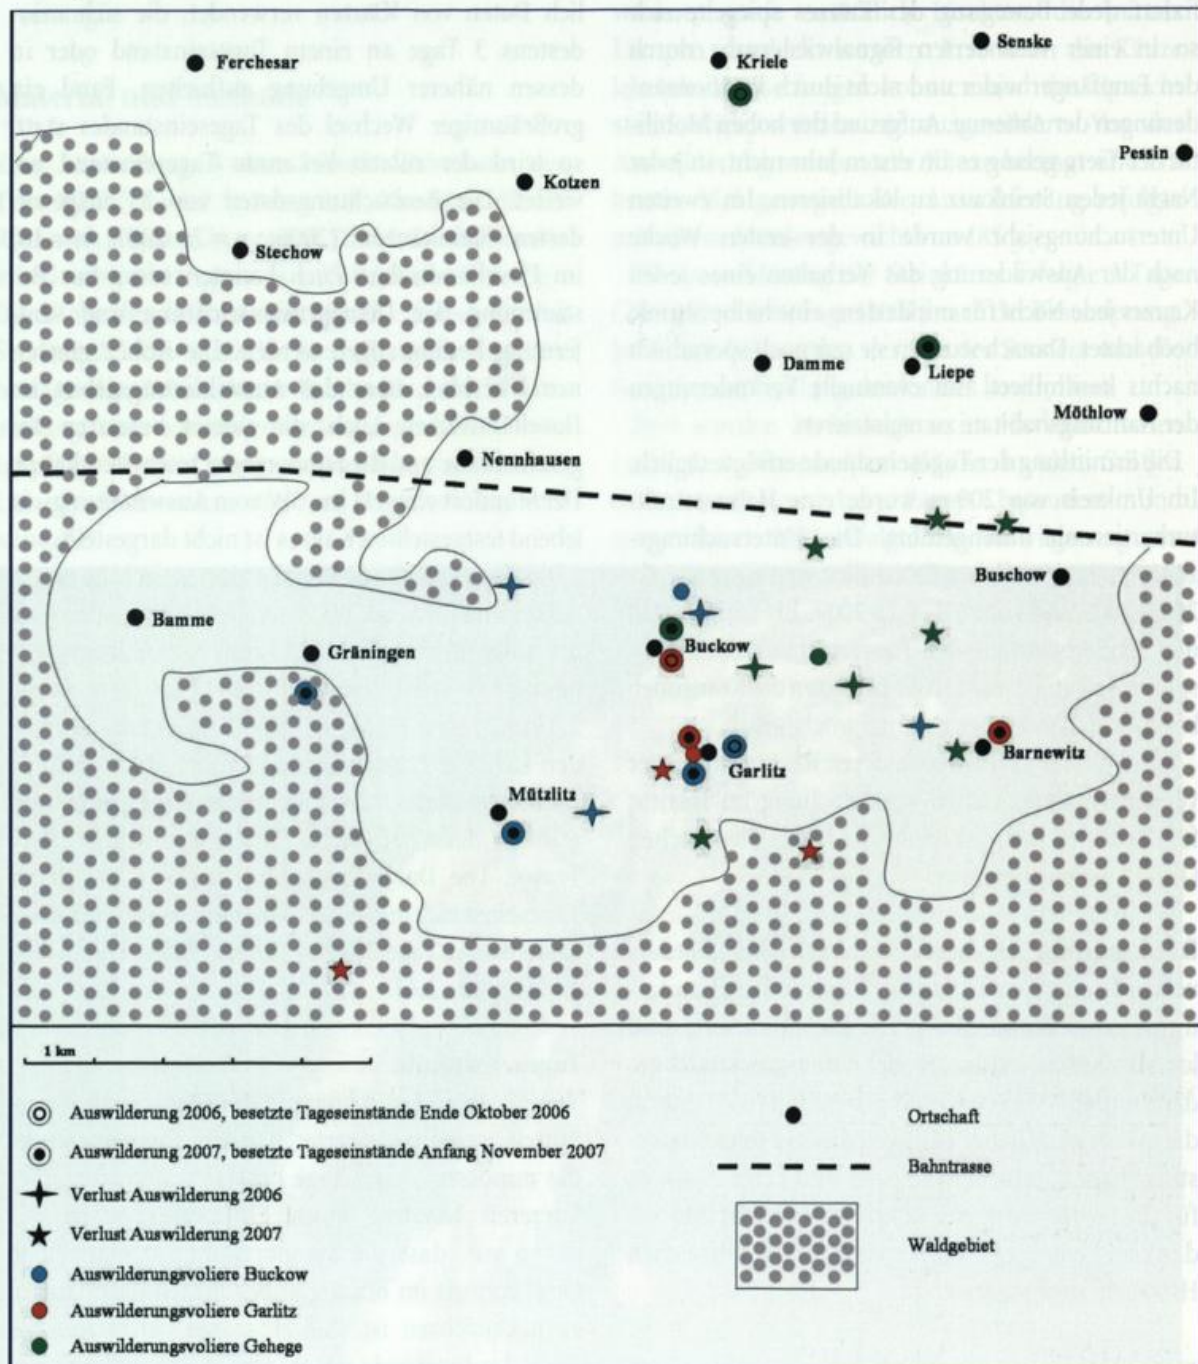 Ferchesar
Kriele
Senske
Pessin
Kotzen
Stechow
Damme
Liepe
Möthlow
Nennhausen
Buschow
Bamme
Gräningen
Buckow
Garlitz
Barnewitz
Mützlitz
1 km
Auswilderung 2006, besetzte Tageseinstände Ende Oktober 2006
Auswilderung 2007, besetzte Tageseinstände Anfang November 2007
Verlust Auswilderung 2006
Verlust Auswilderung 2007
Auswilderungsvoliere Buckow
Auswilderungsvoliere Garlitz
Auswilderungsvoliere Gehege
Ortschaft
Bahntrasse
Waldgebiet